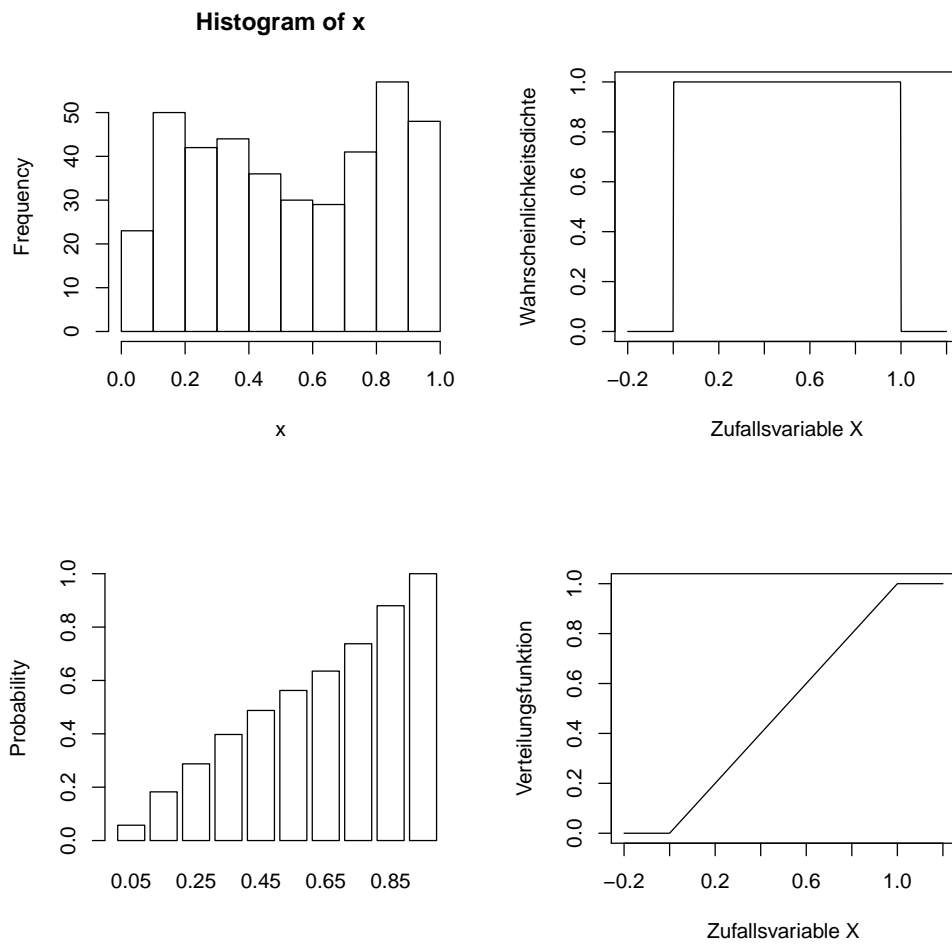 Histogram of x
Frequency
0 10 20 30 40 50
0.0 0.2 0.4 0.6 0.8 1.0
x
Wahrscheinlichkeitsdichte
0.0 0.2 0.4 0.6 0.8 1.0
−0.2 0.2 0.6 1.0
Zufallsvariable X
Probability
0.0 0.2 0.4 0.6 0.8 1.0
0.05 0.25 0.45 0.65 0.85
Verteilungsfunktion
0.0 0.2 0.4 0.6 0.8 1.0
−0.2 0.2 0.6 1.0
Zufallsvariable X